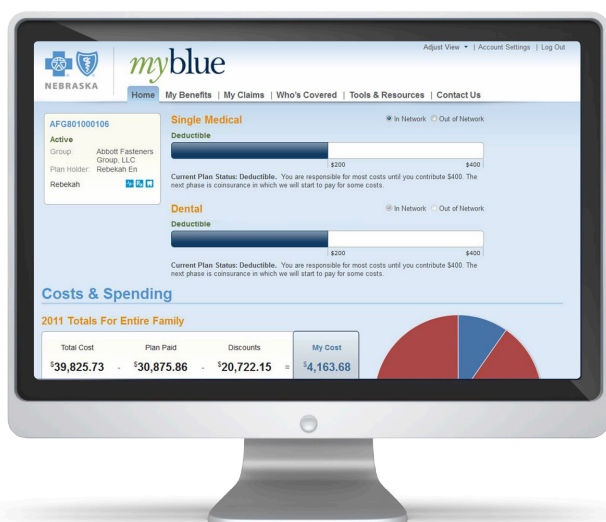 Adjust View | Account Settings | Log Out
NEBRASKA
myblue
Home My Benefits | My Claims | Who's Covered | Tools & Resources | Contact Us
AFG801000106
Active
Group: Abbott Fasteners
Group, LLC
Plan Holder: Rebekah En
Rebekah
Single Medical
In Network Out of Network
Deductible
$200 $400
Current Plan Status: Deductible. You are responsible for most costs until you contribute $400. The
next phase is coinsurance in which we will start to pay for some costs.
Dental
In Network Out of Network
Deductible
$200 $400
Current Plan Status: Deductible. You are responsible for most costs until you contribute $400. The
next phase is coinsurance in which we will start to pay for some costs.
Costs & Spending
2011 Totals For Entire Family
Total Cost Plan Paid Discounts My Cost
$39,825.73 - $30,875.86 - $20,722.15 = $4,163.68